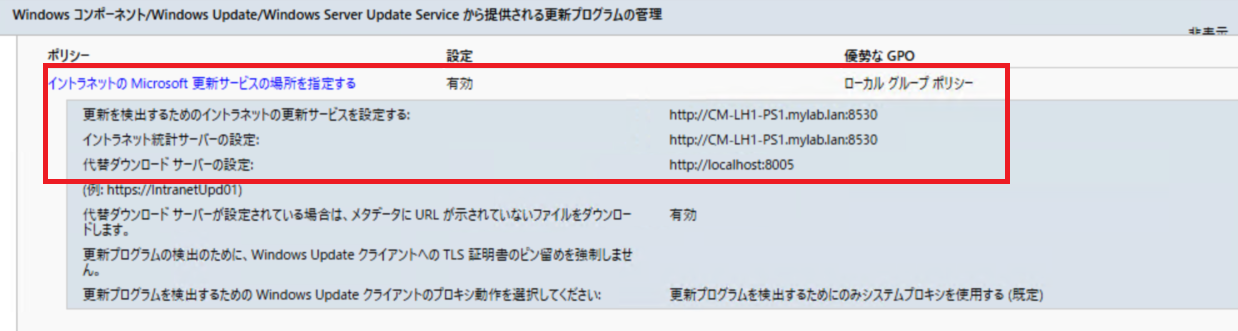 Windows コンポーネント/Windows Update/Windows Server Update Service から提供される更新プログラムの管理
非表示
ポリシー 設定 優勢な GPO
イントラネットの Microsoft 更新サービスの場所を指定する 有効 ローカル グループ ポリシー
更新を検出するためのイントラネットの更新サービスを設定する: http://CM-LH1-PS1.mylab.lan:8530
イントラネット統計サーバーの設定: http://CM-LH1-PS1.mylab.lan:8530
代替ダウンロード サーバーの設定: http://localhost:8005
(例: https://IntranetUpd01)
代替ダウンロード サーバーが設定されている場合は、メタデータに URL が示されていないファイルをダウンロー 有効
ドします。
更新プログラムの検出のために、Windows Update クライアントへの TLS 証明書のピン留めを強制しませ
ん。
更新プログラムを検出するための Windows Update クライアントのプロキシ動作を選択してください: 更新プログラムを検出するためにのみシステムプロキシを使用する (既定)